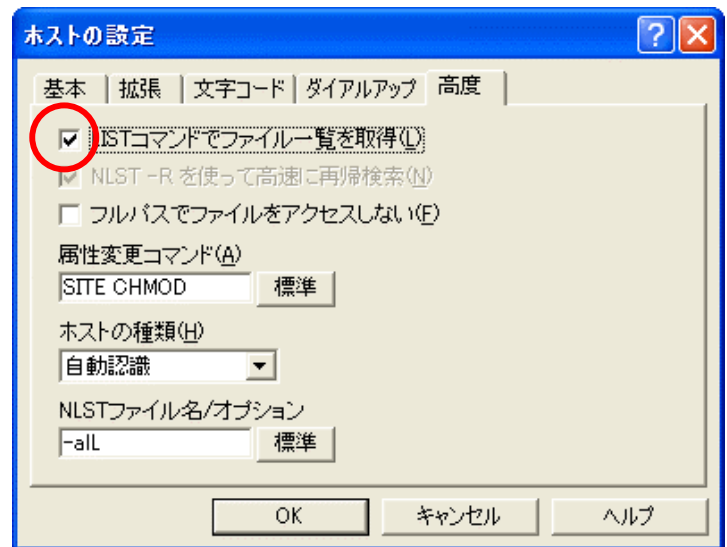 ホストの設定
基本 拡張 文字コード ダイアルアップ 高度
LISTコマンドでファイル一覧を取得(L)
NLST -R を使って高速に再帰検索(N)
フルパスでファイルをアクセスしない(F)
属性変更コマンド(A)
SITE CHMOD 標準
ホストの種類(H)
自動認識
NLSTファイル名/オプション
-alL 標準
OK キャンセル ヘルプ